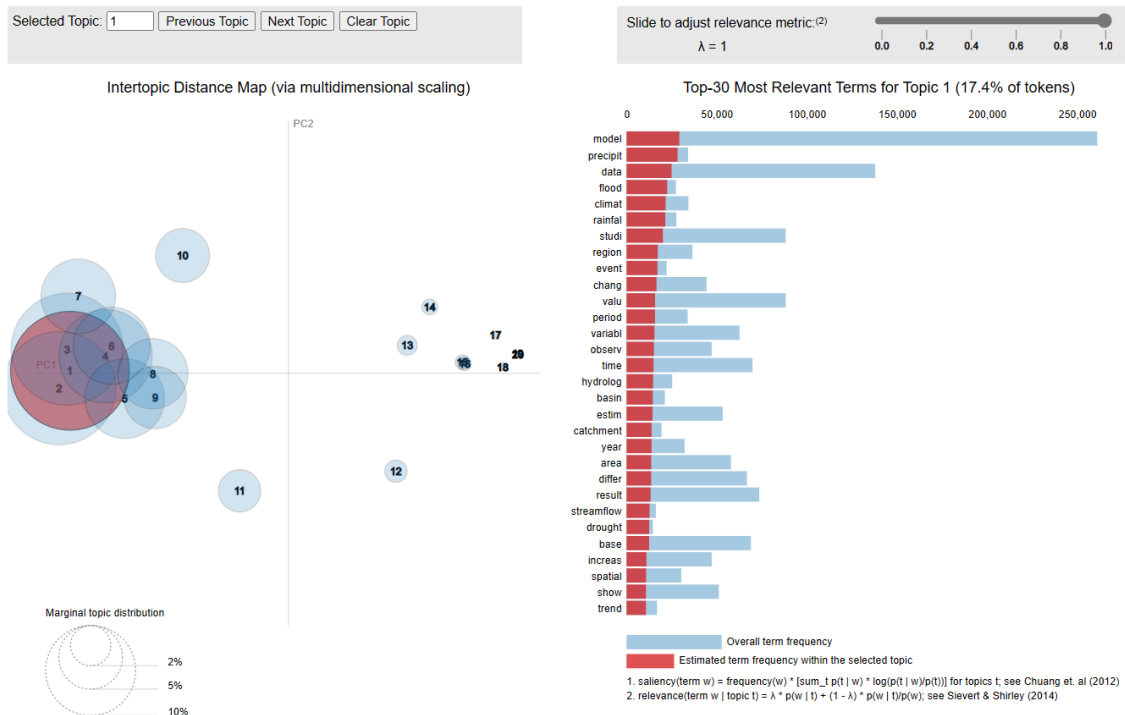 Selected Topic: 1 Previous Topic Next Topic Clear Topic
Slide to adjust relevance metric:(2)
λ = 1
0.0 0.2 0.4 0.6 0.8 1.0
Intertopic Distance Map (via multidimensional scaling)
PC2
PC1
10
7
14
17
13
6
3
4
20
16
18
1
8
2
5
9
12
11
Marginal topic distribution
2%
5%
10%
Top-30 Most Relevant Terms for Topic 1 (17.4% of tokens)
0 50,000 100,000 150,000 200,000 250,000
model
precipit
data
flood
climat
rainfal
studi
region
event
chang
valu
period
variabl
observ
time
hydrolog
basin
estim
catchment
year
area
differ
result
streamflow
drought
base
increas
spatial
show
trend
Overall term frequency
Estimated term frequency within the selected topic
1. saliency(term w) = frequency(w) * [sum_t p(t | w) * log(p(t | w)/p(t))] for topics t; see Chuang et. al (2012)
2. relevance(term w | topic t) = λ * p(w | t) + (1 - λ) * p(w | t)/p(w); see Sievert & Shirley (2014)